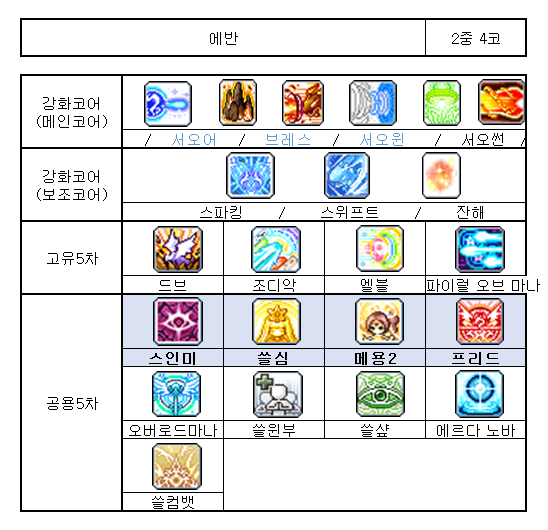 에반 2중 4코
강화코어
(메인코어)
/ 서오어 / 브레스 / 서오윈 / 서오썬 /
강화코어
(보조코어)
스파킹 / 스위프트 / 잔해
고유5차
드브 조디악 엘블 파이럴 오브 마나
공용5차
스인미 쓸심 메용2 프리드
오버로드마나 쓸윈부 쓸샾 에르다 노바
쓸컴뱃